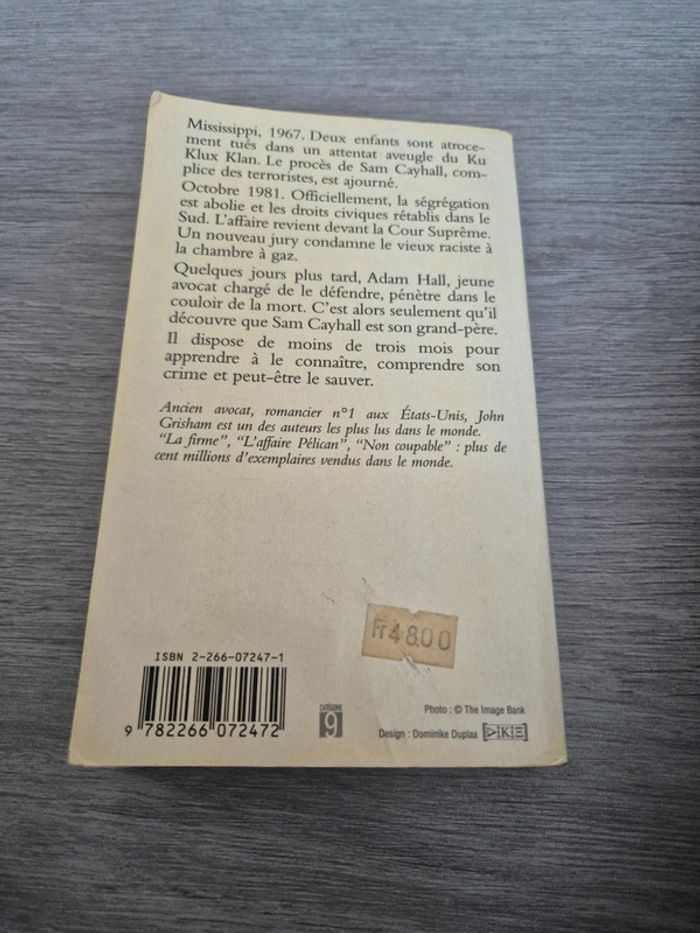 Mississippi, 1967. Deux enfants sont atroce-
ment tués dans un attentat aveugle du Ku
Klux Klan. Le procès de Sam Cayhall, com-
plice des terroristes, est ajourné.
Octobre 1981. Officiellement, la ségrégation
est abolie et les droits civiques rétablis dans le
Sud. L'affaire revient devant la Cour Suprême.
Un nouveau jury condamne le vieux raciste à
la chambre à gaz.
Quelques jours plus tard, Adam Hall, jeune
avocat chargé de le défendre, pénètre dans le
couloir de la mort. C'est alors seulement qu'il
découvre que Sam Cayhall est son grand-père.
Il dispose de moins de trois mois pour
apprendre à le connaître, comprendre son
crime et peut-être le sauver.
Ancien avocat, romancier n°1 aux États-Unis, John
Grisham est un des auteurs les plus lus dans le monde.
"La firme", "L'affaire Pélican", "Non coupable" : plus de
cent millions d'exemplaires vendus dans le monde.
Fr 48.00
ISBN 2-266-07247-1
9 782266 072472
CATÉGORIE
9
Photo : © The Image Bank
Design : Dominike Duplaa